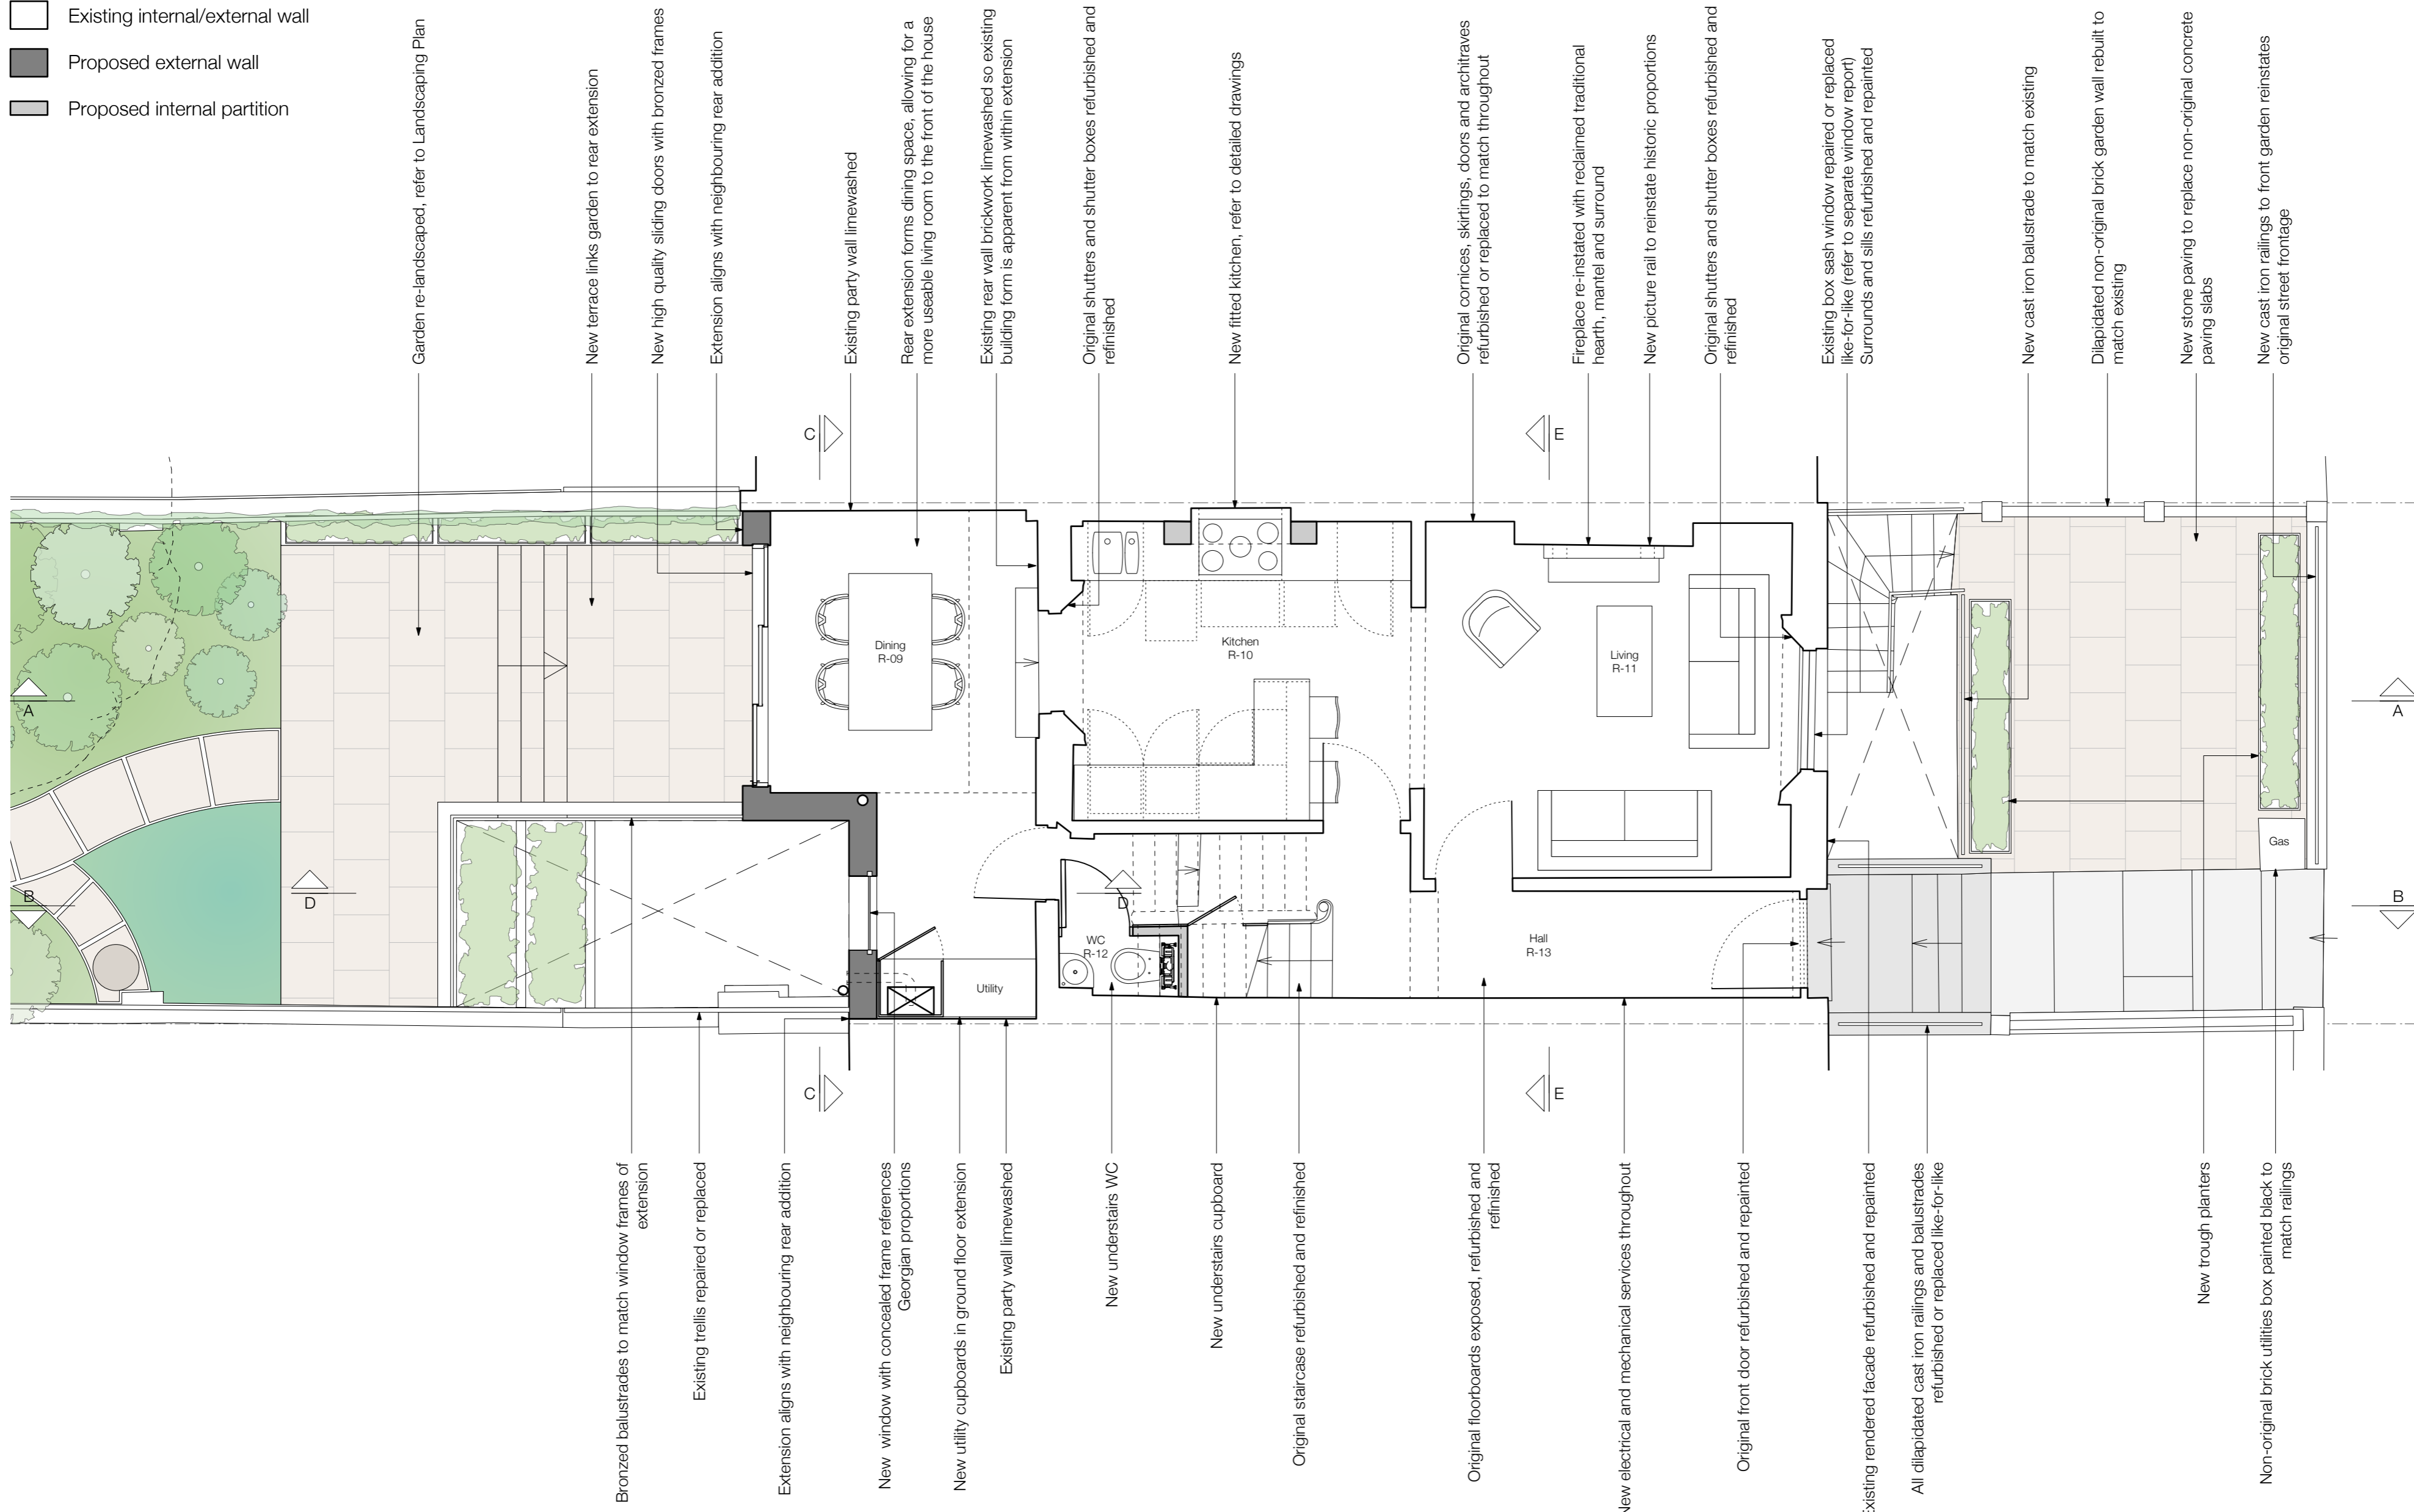 Existing internal/external wall
Proposed external wall
Proposed internal partition
Garden re-landscaped, refer to Landscaping Plan
New terrace links garden to rear extension
New high quality sliding doors with bronzed frames
Extension aligns with neighbouring rear addition
Existing party wall limewashed
Rear extension forms dining space, allowing for a
more useable living room to the front of the house
Existing rear wall brickwork limewashed so existing
building form is apparent from within extension
Original shutters and shutter boxes refurbished and
refinished
New fitted kitchen, refer to detailed drawings
Original cornices, skirtings, doors and architraves
refurbished or replaced to match throughout
Fireplace re-instated with reclaimed traditional
hearth, mantel and surround
New picture rail to reinstate historic proportions
Original shutters and shutter boxes refurbished and
refinished
Existing box sash window repaired or replaced
like-for-like (refer to separate window report)
Surrounds and sills refurbished and repainted
New cast iron balustrade to match existing
Dilapidated non-original brick garden wall rebuilt to
match existing
New stone paving to replace non-original concrete
paving slabs
New cast iron railings to front garden reinstates
original street frontage
C
E
Dining
R-09
Kitchen
R-10
Living
R-11
A
A
Gas
B
D
D
B
WC
R-12
Hall
R-13
Utility
C
E
Bronzed balustrades to match window frames of
extension
Existing trellis repaired or replaced
Extension aligns with neighbouring rear addition
New window with concealed frame references
Georgian proportions
New utility cupboards in ground floor extension
Existing party wall limewashed
New understairs WC
New understairs cupboard
Original staircase refurbished and refinished
Original floorboards exposed, refurbished and
refinished
New electrical and mechanical services throughout
Original front door refurbished and repainted
Existing rendered facade refurbished and repainted
All dilapidated cast iron railings and balustrades
refurbished or replaced like-for-like
New trough planters
Non-original brick utilities box painted black to
match railings